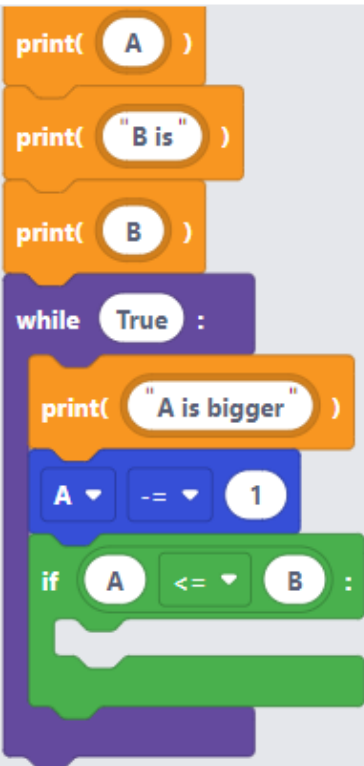 print( A )
print( "B is" )
print( B )
while True :
print( "A is bigger" )
A -= 1
if A <= B :